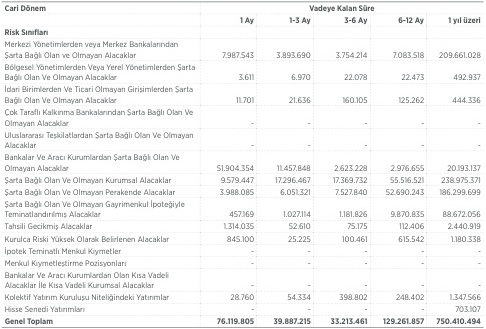 Cari Dönem Vadeye Kalan Süre
1 Ay 1-3 Ay 3-6 Ay 6-12 Ay 1 yıl üzeri
Risk Sınıfları
Merkezi Yönetimlerden veya Merkez Bankalarından
Şarta Bağlı Olan ve Olmayan Alacaklar 7.987.543 3.893.690 3.754.214 7.083.518 209.661.028
Bölgesel Yönetimlerden Veya Yerel Yönetimlerden Şarta
Bağlı Olan Ve Olmayan Alacaklar 3.611 6.970 22.078 22.473 492.937
İdari Birimlerden Ve Ticari Olmayan Girişimlerden Şarta
Bağlı Olan Ve Olmayan Alacaklar 11.701 21.636 160.105 125.262 444.336
Çok Taraflı Kalkınma Bankalarından Şarta Bağlı Olan Ve
Olmayan Alacaklar - - - - -
Uluslararası Teşkilatlardan Şarta Bağlı Olan Ve Olmayan
Alacaklar - - - - -
Bankalar Ve Aracı Kurumlardan Şarta Bağlı Olan Ve
Olmayan Alacaklar 51.904.354 11.457.848 2.623.228 2.976.655 20.193.137
Şarta Bağlı Olan Ve Olmayan Kurumsal Alacaklar 9.579.447 17.296.467 17.369.732 55.516.521 238.975.371
Şarta Bağlı Olan Ve Olmayan Perakende Alacaklar 3.988.085 6.051.321 7.527.840 52.690.243 186.299.699
Şarta Bağlı Olan Ve Olmayan Gayrimenkul İpoteğiyle
Teminatlandırılmış Alacaklar 457.169 1.027.114 1.181.826 9.870.835 88.672.056
Tahsili Gecikmiş Alacaklar 1.314.035 52.610 75.175 112.406 2.440.919
Kurulca Riski Yüksek Olarak Belirlenen Alacaklar 845.100 25.225 100.461 615.542 1.180.338
İpotek Teminatlı Menkul Kıymetler - - - - -
Menkul Kıymetleştirme Pozisyonları - - - - -
Bankalar Ve Aracı Kurumlardan Olan Kısa Vadeli
Alacaklar İle Kısa Vadeli Kurumsal Alacaklar - - - - -
Kolektif Yatırım Kuruluşu Niteliğindeki Yatırımlar 28.760 54.334 398.802 248.402 1.347.566
Hisse Senedi Yatırımları - - - - 703.107
Genel Toplam 76.119.805 39.887.215 33.213.461 129.261.857 750.410.494